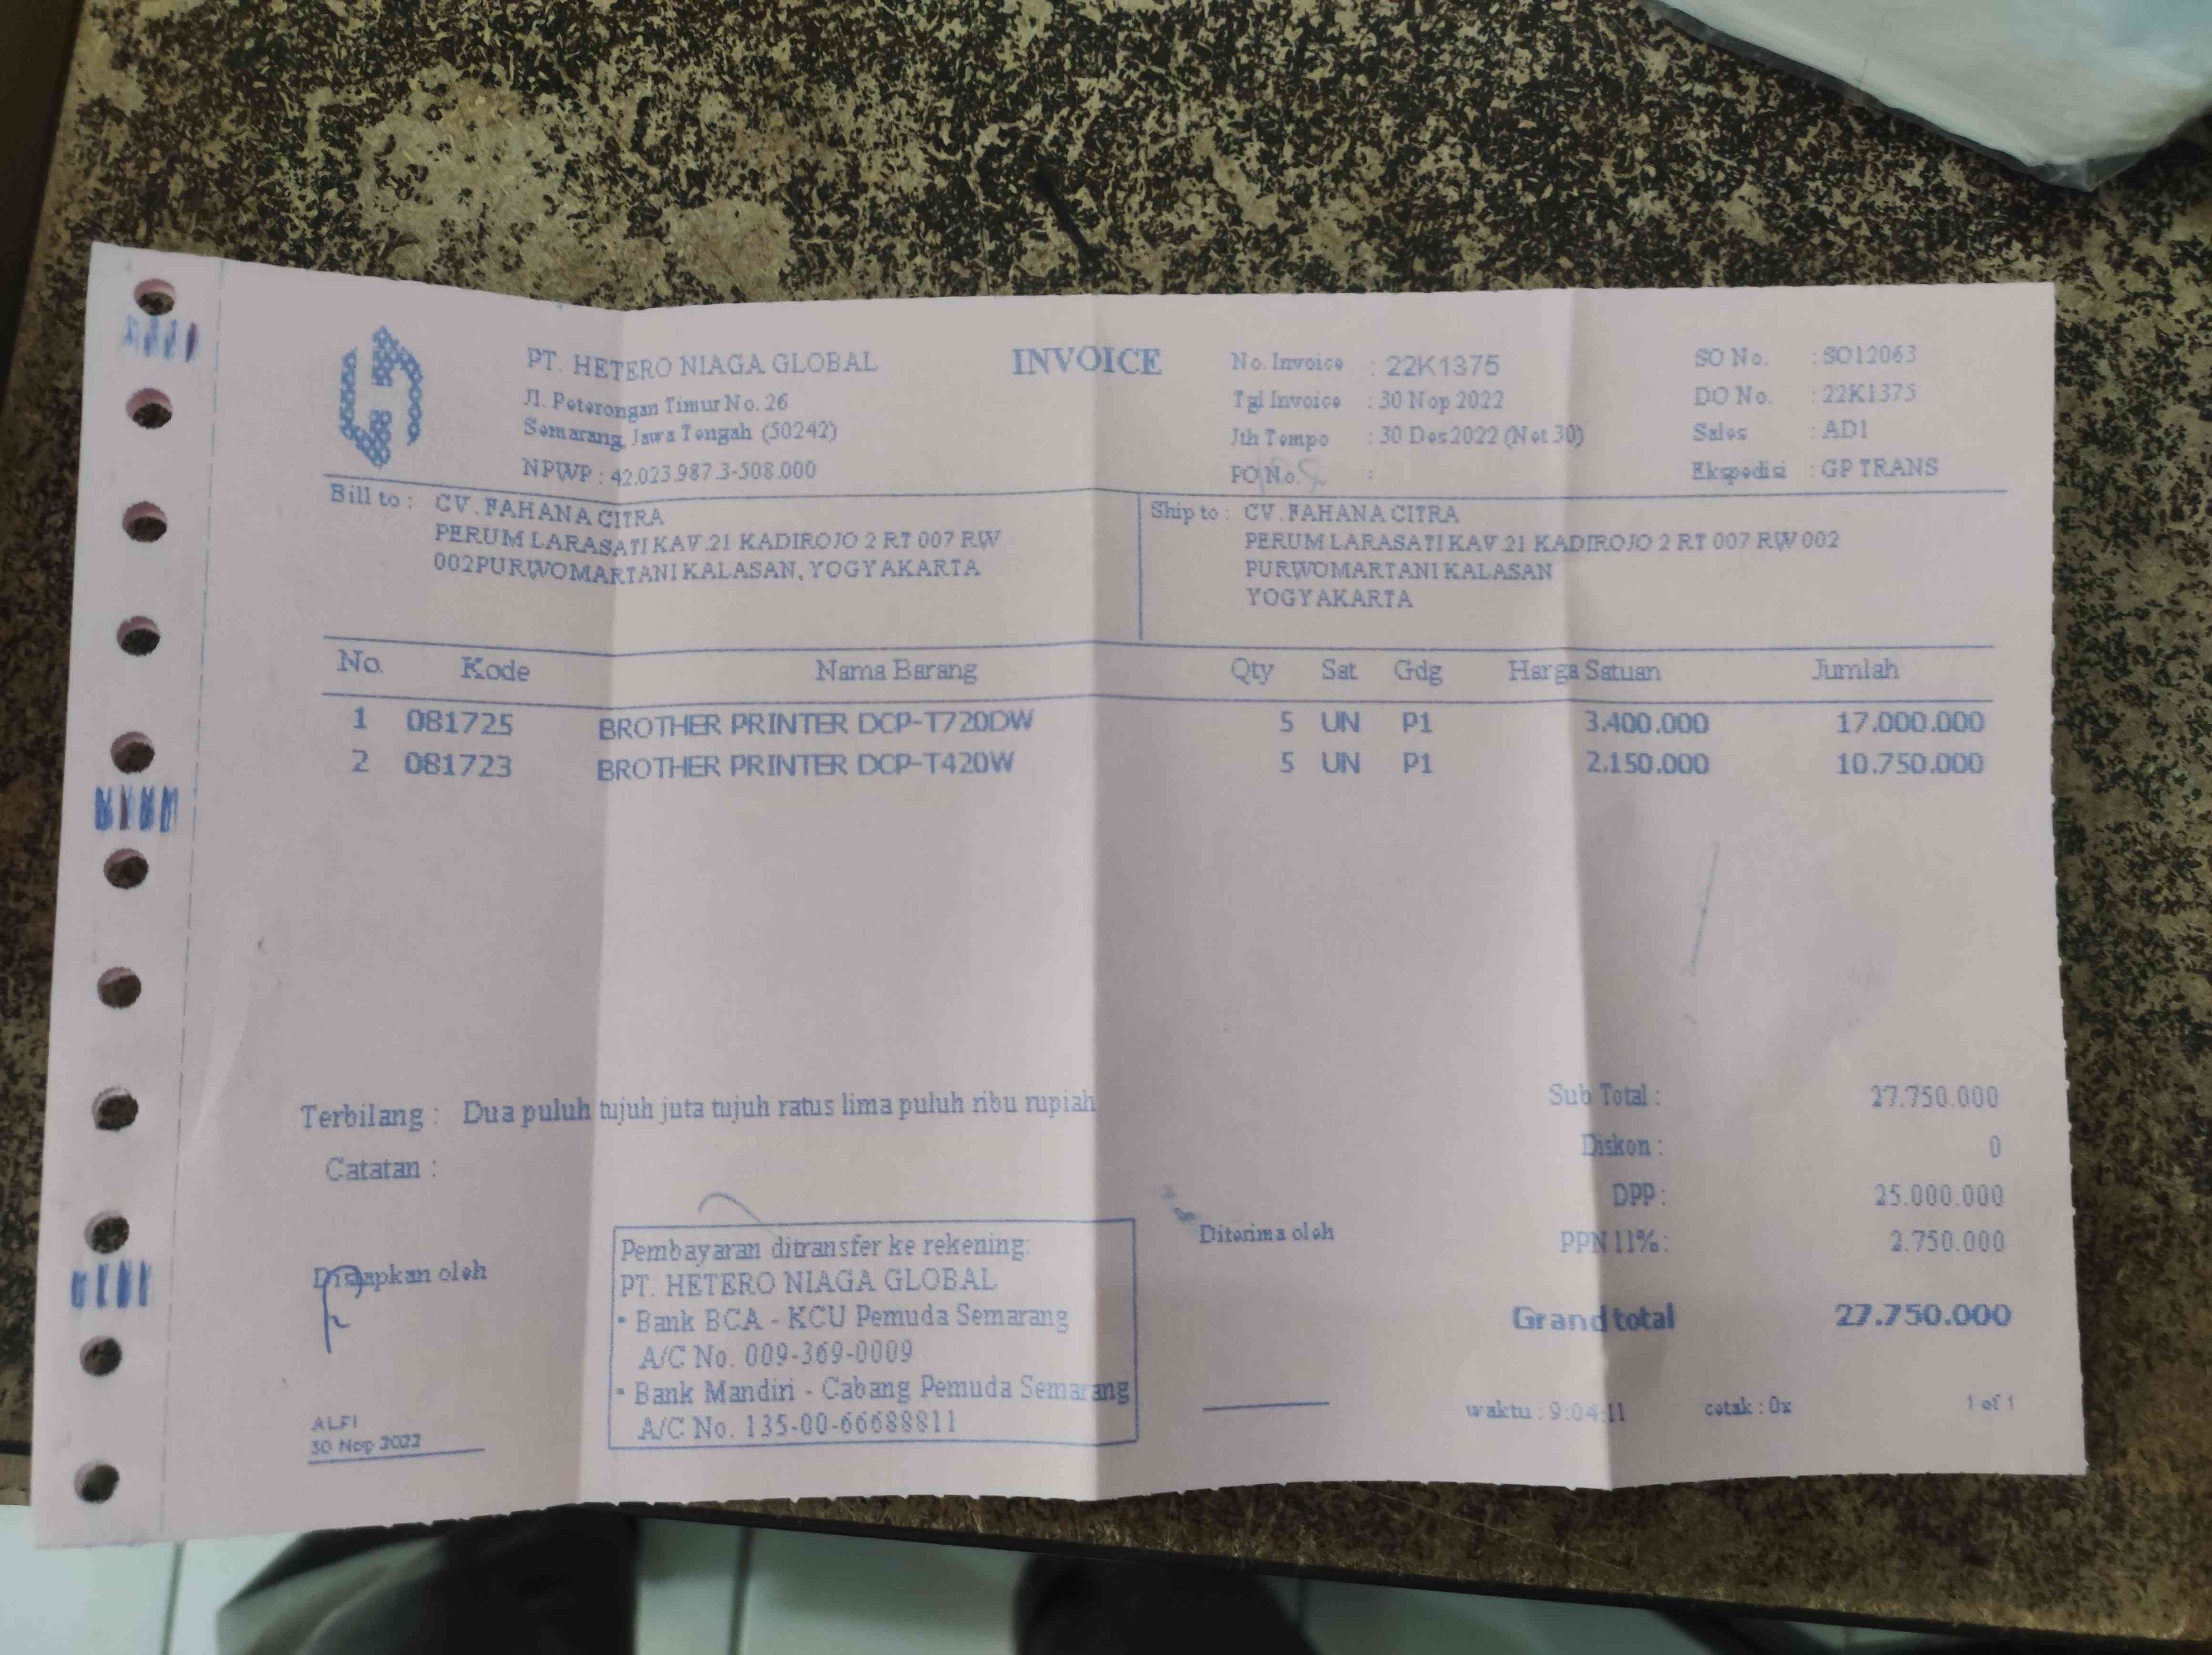 PT. HETERO NIAGA GLOBAL
Jl. Peterongan Timur No. 26
Semarang, Jawa Tengah (50242)
NPWP : 42.023.987.3-508.000
INVOICE
No. Invoice : 22K1375
Tgl Invoice : 30 Nop 2022
Jth Tempo : 30 Des 2022 (Net 30)
PO No. :
SO No. : SO12063
DO No. : 22K1375
Sales : AD1
Ekspedisi : GP TRANS
Bill to : CV. FAHANA CITRA
PERUM LARASATI KAV.21 KADIROJO 2 RT 007 RW
002PURWOMARTANI KALASAN, YOGYAKARTA
Ship to : CV. FAHANA CITRA
PERUM LARASATI KAV.21 KADIROJO 2 RT 007 RW 002
PURWOMARTANI KALASAN
YOGYAKARTA
No. Kode Nama Barang Qty Sat Gdg Harga Satuan Jumlah
1 081725 BROTHER PRINTER DCP-T720DW 5 UN P1 3.400.000 17.000.000
2 081723 BROTHER PRINTER DCP-T420W 5 UN P1 2.150.000 10.750.000
Terbilang : Dua puluh tujuh juta tujuh ratus lima puluh ribu rupiah
Catatan :
Sub Total : 27.750.000
Diskon : 0
DPP : 25.000.000
PPN 11% : 2.750.000
Grand total 27.750.000
Disiapkan oleh
ALFI
30 Nop 2022
Pembayaran ditransfer ke rekening:
PT. HETERO NIAGA GLOBAL
• Bank BCA - KCU Pemuda Semarang
A/C No. 009-369-0009
• Bank Mandiri - Cabang Pemuda Semarang
A/C No. 135-00-66688811
Diterima oleh
waktu : 9:04:11 cetak : 0x 1 of 1